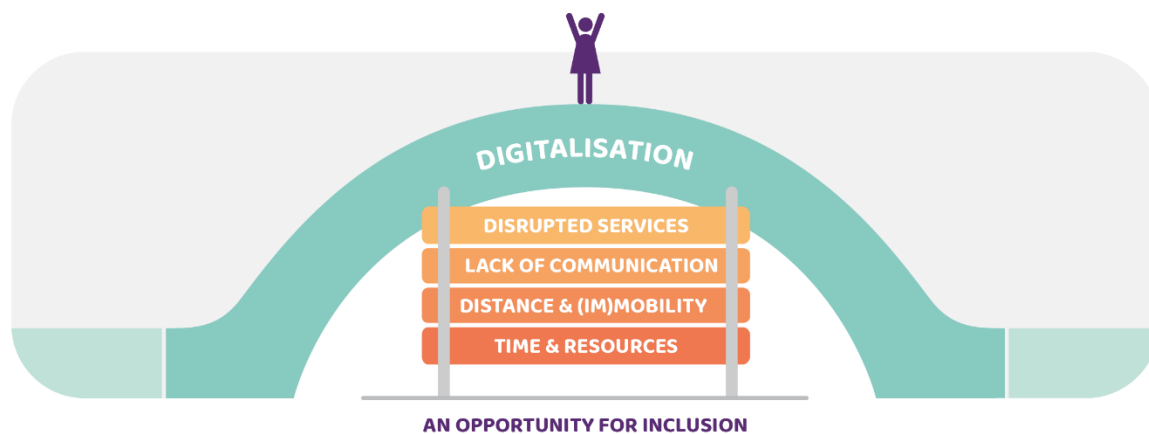 DIGITALISATION
DISRUPTED SERVICES
LACK OF COMMUNICATION
DISTANCE & (IM)MOBILITY
TIME & RESOURCES
AN OPPORTUNITY FOR INCLUSION